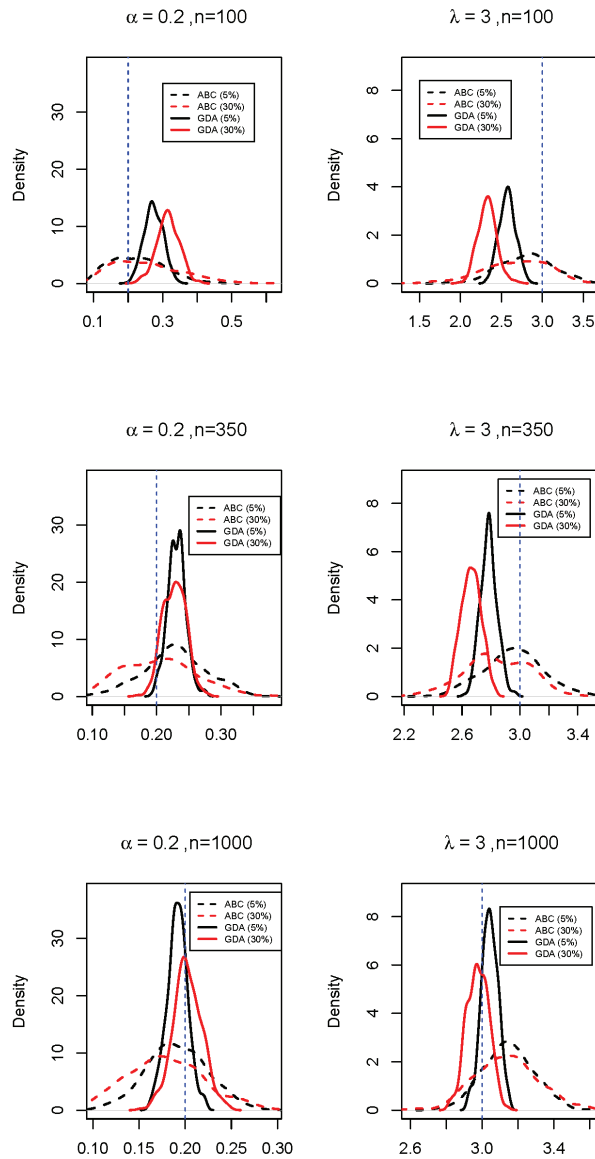 α = 0.2 ,n=100
λ = 3 ,n=100
Density
0 10 20 30
ABC (5%)
ABC (30%)
GDA (5%)
GDA (30%)
0.1 0.3 0.5
0 2 4 6 8
ABC (5%)
ABC (30%)
GDA (5%)
GDA (30%)
1.5 2.0 2.5 3.0 3.5
α = 0.2 ,n=350
λ = 3 ,n=350
Density
0 10 20 30
ABC (5%)
ABC (30%)
GDA (5%)
GDA (30%)
0.10 0.20 0.30
0 2 4 6 8
ABC (5%)
ABC (30%)
GDA (5%)
GDA (30%)
2.2 2.6 3.0 3.4
α = 0.2 ,n=1000
λ = 3 ,n=1000
Density
0 10 20 30
ABC (5%)
ABC (30%)
GDA (5%)
GDA (30%)
0.10 0.15 0.20 0.25 0.30
0 2 4 6 8
ABC (5%)
ABC (30%)
GDA (5%)
GDA (30%)
2.6 3.0 3.4